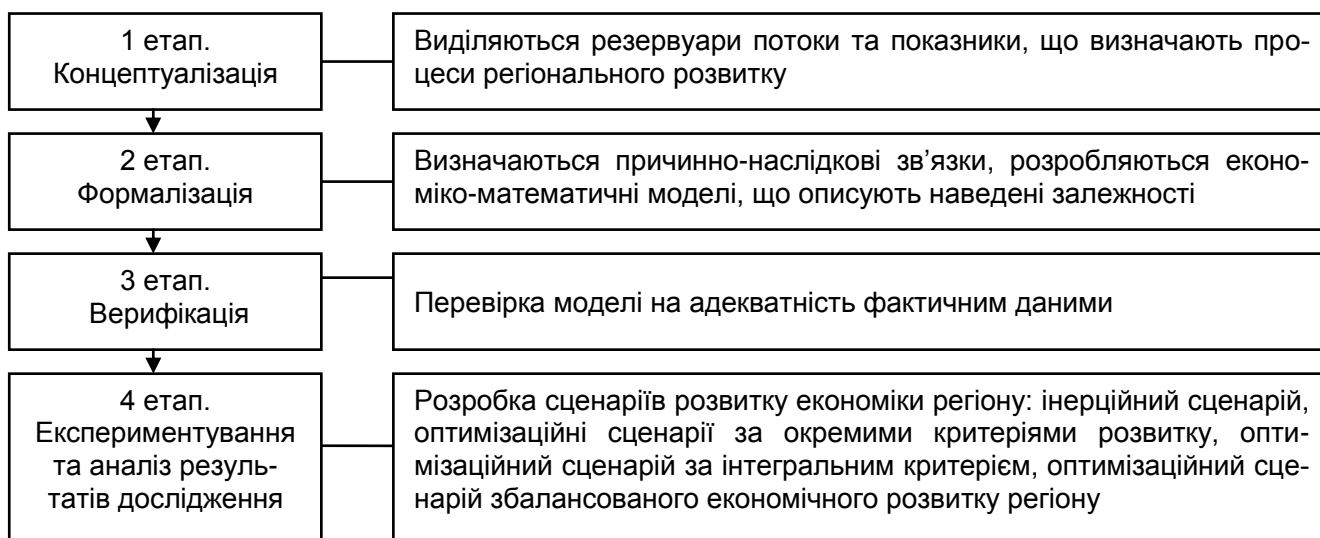 1 етап.
Концептуалізація
Виділяються резервуари потоки та показники, що визначають про-
цеси регіонального розвитку
2 етап.
Формалізація
Визначаються причинно-наслідкові зв’язки, розробляються еконо-
міко-математичні моделі, що описують наведені залежності
3 етап.
Верифікація
Перевірка моделі на адекватність фактичним даними
4 етап.
Експериментування
та аналіз резуль-
татів дослідження
Розробка сценаріїв розвитку економіки регіону: інерційний сценарій,
оптимізаційні сценарії за окремими критеріями розвитку, опти-
мізаційний сценарій за інтегральним критерієм, оптимізаційний сце-
нарій збалансованого економічного розвитку регіону